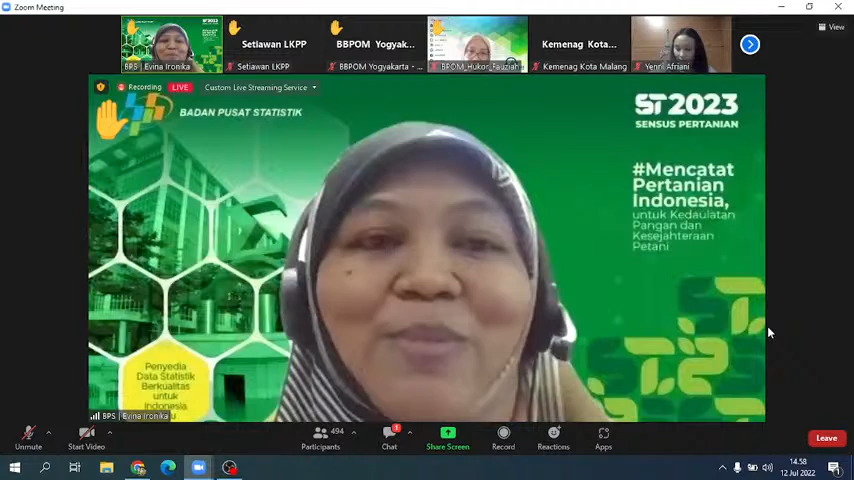 Zoom Meeting
View
Setiawan LKPP
BBPOM Yogyak...
Kemenag Kota...
BPS | Evina Ironika
Setiawan LKPP
BBPOM Yogyakarta - ...
BPOM_Hukor_Fauziah...
Kemenag Kota Malang
Yenni Afriani
Recording
LIVE
Custom Live Streaming Service
BADAN PUSAT STATISTIK
ST2023
SENSUS PERTANIAN
#Mencatat
Pertanian
Indonesia,
untuk Kedaulatan
Pangan dan
Kesejahteraan
Petani
Penyedia
Data Statistik
Berkualitas
untuk
Indonesia
BPS | Evina Ironika
Unmute
Start Video
494
Participants
3
Chat
Share Screen
Record
Reactions
Apps
Leave
14.58
12 Jul 2022